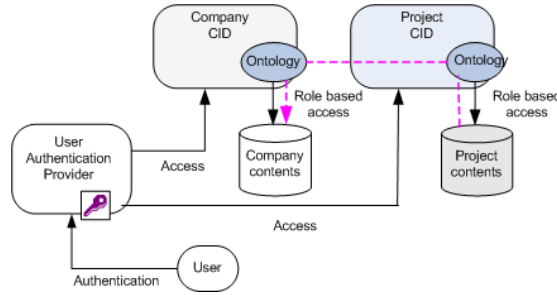 Company
CID
Project
CID
Ontology
Ontology
Role based
access
Role based
access
User
Authentication
Provider
Access
Company
contents
Project
contents
Access
Authentication
User